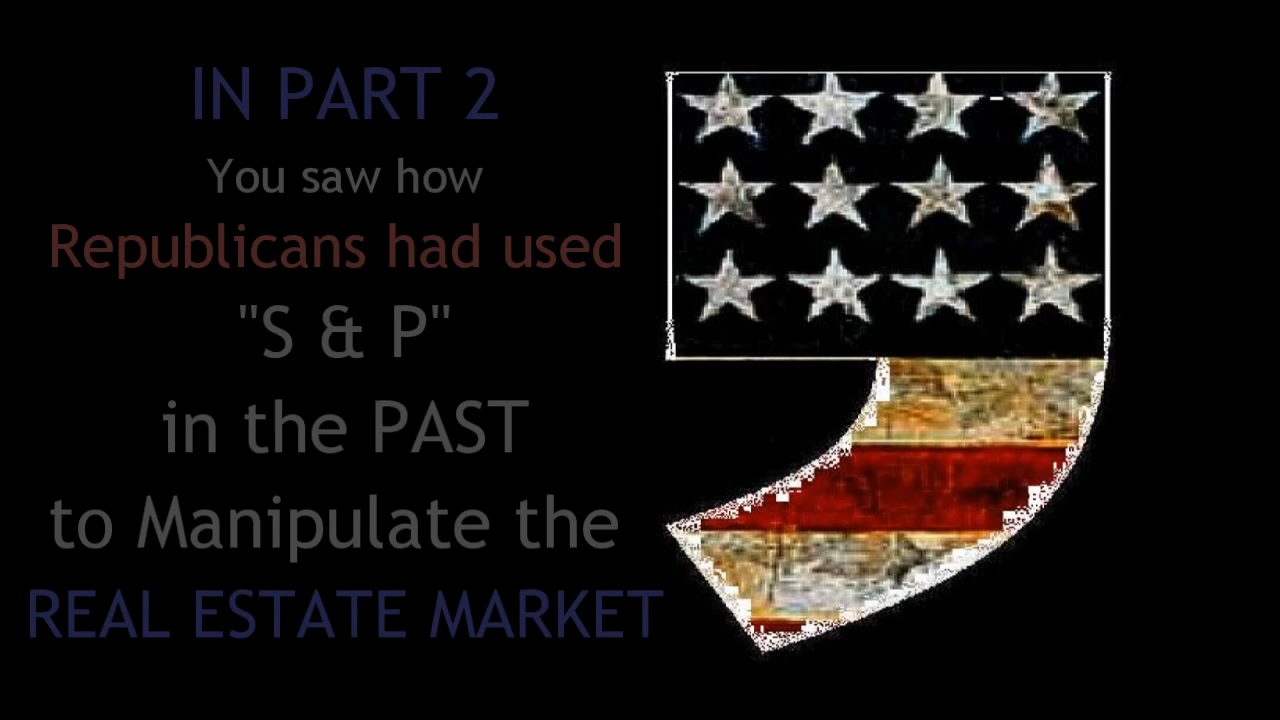 IN PART 2
You saw how
Republicans had used
"S & P"
in the PAST
to Manipulate the
REAL ESTATE MARKET